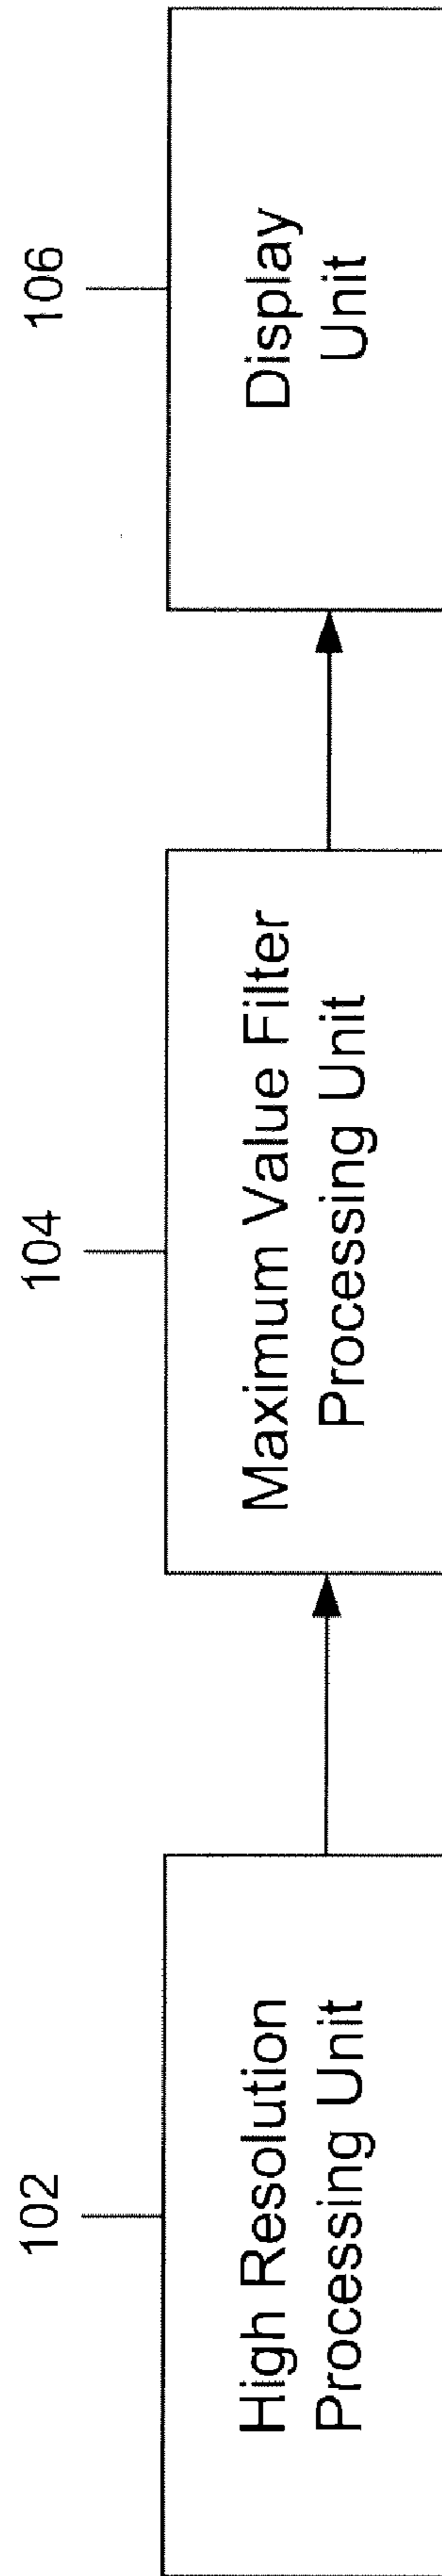 102
High Resolution
Processing Unit
104
Maximum Value Filter
Processing Unit
106
Display
Unit